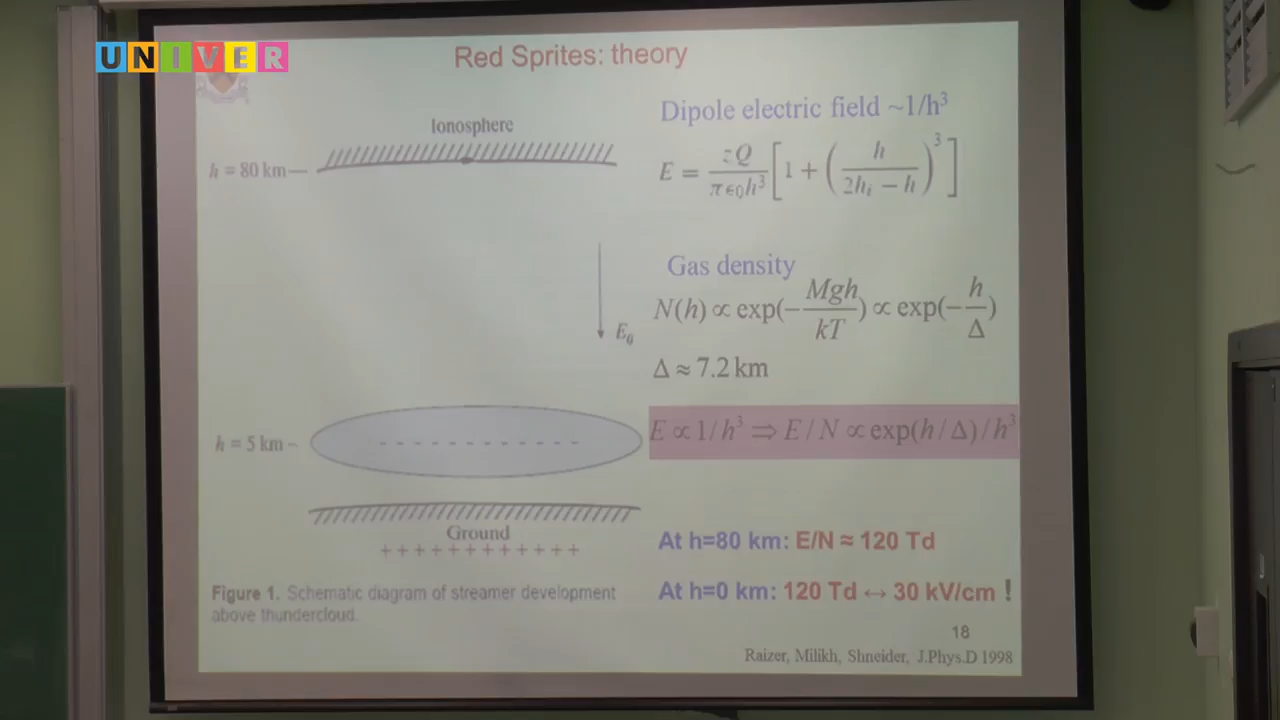 UNIVER
Red Sprites: theory
Ionosphere
h = 80 km
E₀
h = 5 km
- - - - - - - - - - - -
Ground
+ + + + + + + + + + + +
Figure 1. Schematic diagram of streamer development
above thundercloud.
Dipole electric field ~1/h³
E = zQ/(πϵ₀h³) [1 + (h/(2hᵢ − h))³]
Gas density
N(h) ∝ exp(−Mgh/kT) ∝ exp(−h/Δ)
Δ ≈ 7.2 km
E ∝ 1/h³ ⇒ E/N ∝ exp(h/Δ)/h³
At h=80 km: E/N ≈ 120 Td
At h=0 km: 120 Td ↔ 30 kV/cm !
18
Raizer, Milikh, Shneider, J.Phys.D 1998